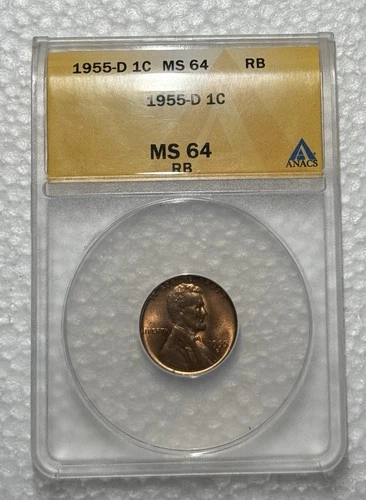 1955-D 1C MS 64 RB
1955-D 1C
MS 64
RB
ANACS
LIBERTY